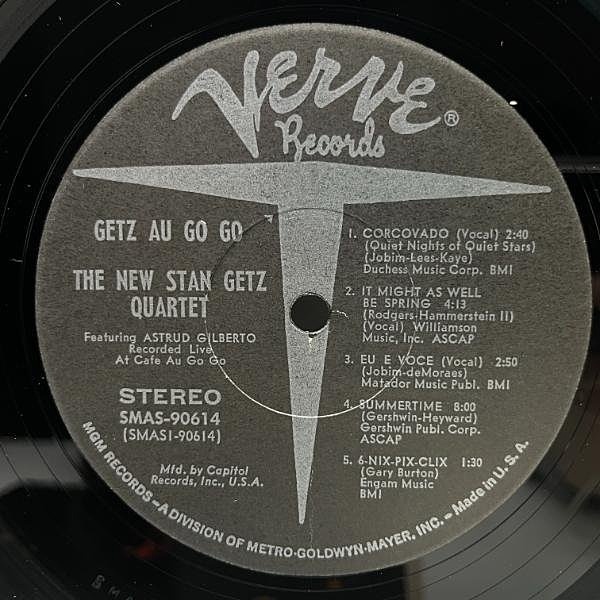 Verve®
Records
GETZ AU GO GO
THE NEW STAN GETZ
QUARTET
Featuring ASTRUD GILBERTO
Recorded Live
At Cafe Au Go Go
STEREO
SMAS-90614
(SMAS1-90614)
Mfd. by Capitol
Records, Inc., U.S.A.
1. CORCOVADO (Vocal) 2:40
(Quiet Nights of Quiet Stars)
(Jobim-Lees-Kaye)
Duchess Music Corp. BMI
2. IT MIGHT AS WELL
BE SPRING 4:13
(Rodgers-Hammerstein II)
(Vocal) Williamson
Music, Inc. ASCAP
3. EU E VOCE (Vocal) 2:50
(Jobim-deMoraes)
Matador Music Publ. BMI
4. SUMMERTIME 8:00
(Gershwin-Heyward)
Gershwin Publ. Corp.
ASCAP
5. 6-NIX-PIX-CLIX 1:30
(Gary Burton)
Engam Music
BMI
MGM RECORDS—A DIVISION OF METRO-GOLDWYN-MAYER, INC. — Made in U. S. A.